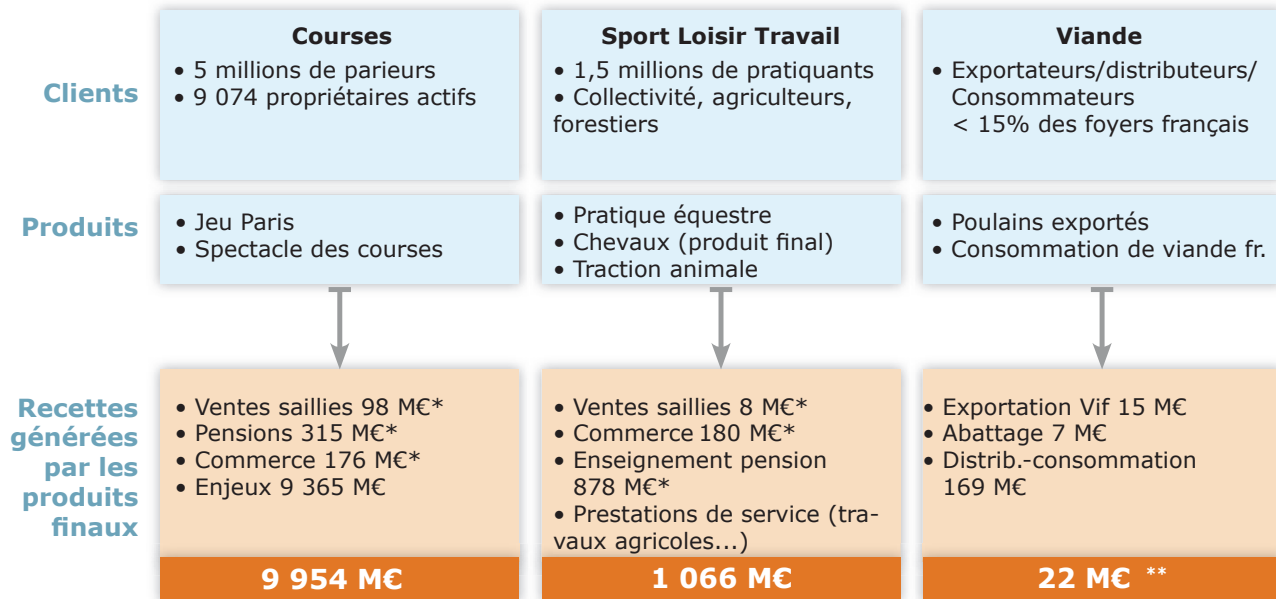 Clients
Courses
• 5 millions de parieurs
• 9 074 propriétaires actifs
Sport Loisir Travail
• 1,5 millions de pratiquants
• Collectivité, agriculteurs,
forestiers
Viande
• Exportateurs/distributeurs/
Consommateurs
< 15% des foyers français
Produits
• Jeu Paris
• Spectacle des courses
• Pratique équestre
• Chevaux (produit final)
• Traction animale
• Poulains exportés
• Consommation de viande fr.
Recettes
générées
par les
produits
finaux
• Ventes saillies 98 M€*
• Pensions 315 M€*
• Commerce 176 M€*
• Enjeux 9 365 M€
9 954 M€
• Ventes saillies 8 M€*
• Commerce 180 M€*
• Enseignement pension
878 M€*
• Prestations de service (tra-
vaux agricoles...)
1 066 M€
• Exportation Vif 15 M€
• Abattage 7 M€
• Distrib.-consommation
169 M€
22 M€ **